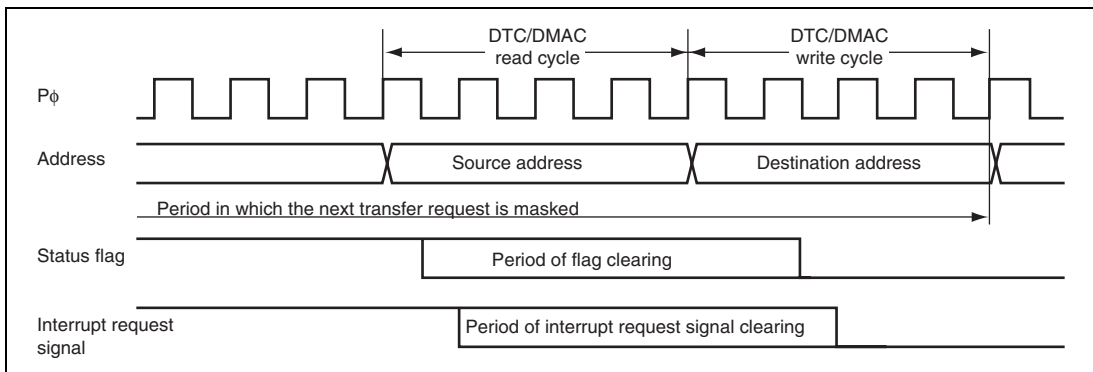 DTC/DMAC
read cycle
DTC/DMAC
write cycle
Pϕ
Address
Source address
Destination address
Period in which the next transfer request is masked
Status flag
Period of flag clearing
Interrupt request
signal
Period of interrupt request signal clearing